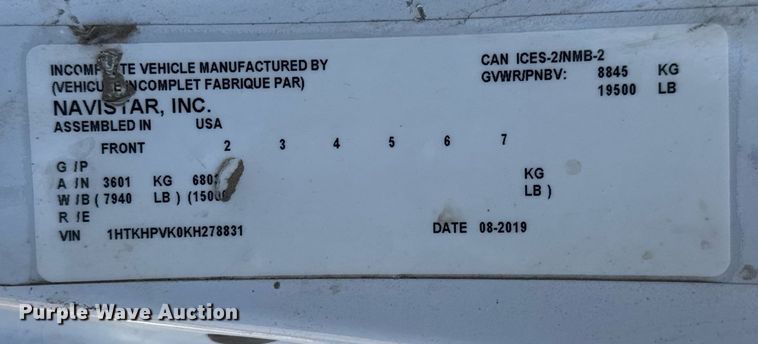 INCOMPLETE VEHICLE MANUFACTURED BY
(VEHICULE INCOMPLET FABRIQUE PAR)
NAVISTAR, INC.
ASSEMBLED IN USA
CAN ICES-2/NMB-2
GVWR/PNBV: 8845 KG
19500 LB
FRONT 2 3 4 5 6 7
G / P
A / N 3601 KG KG
W / B ( 7940 LB ) LB )
R / E
VIN 1HTKHPVK0KH278831
DATE 08-2019
Purple Wave Auction